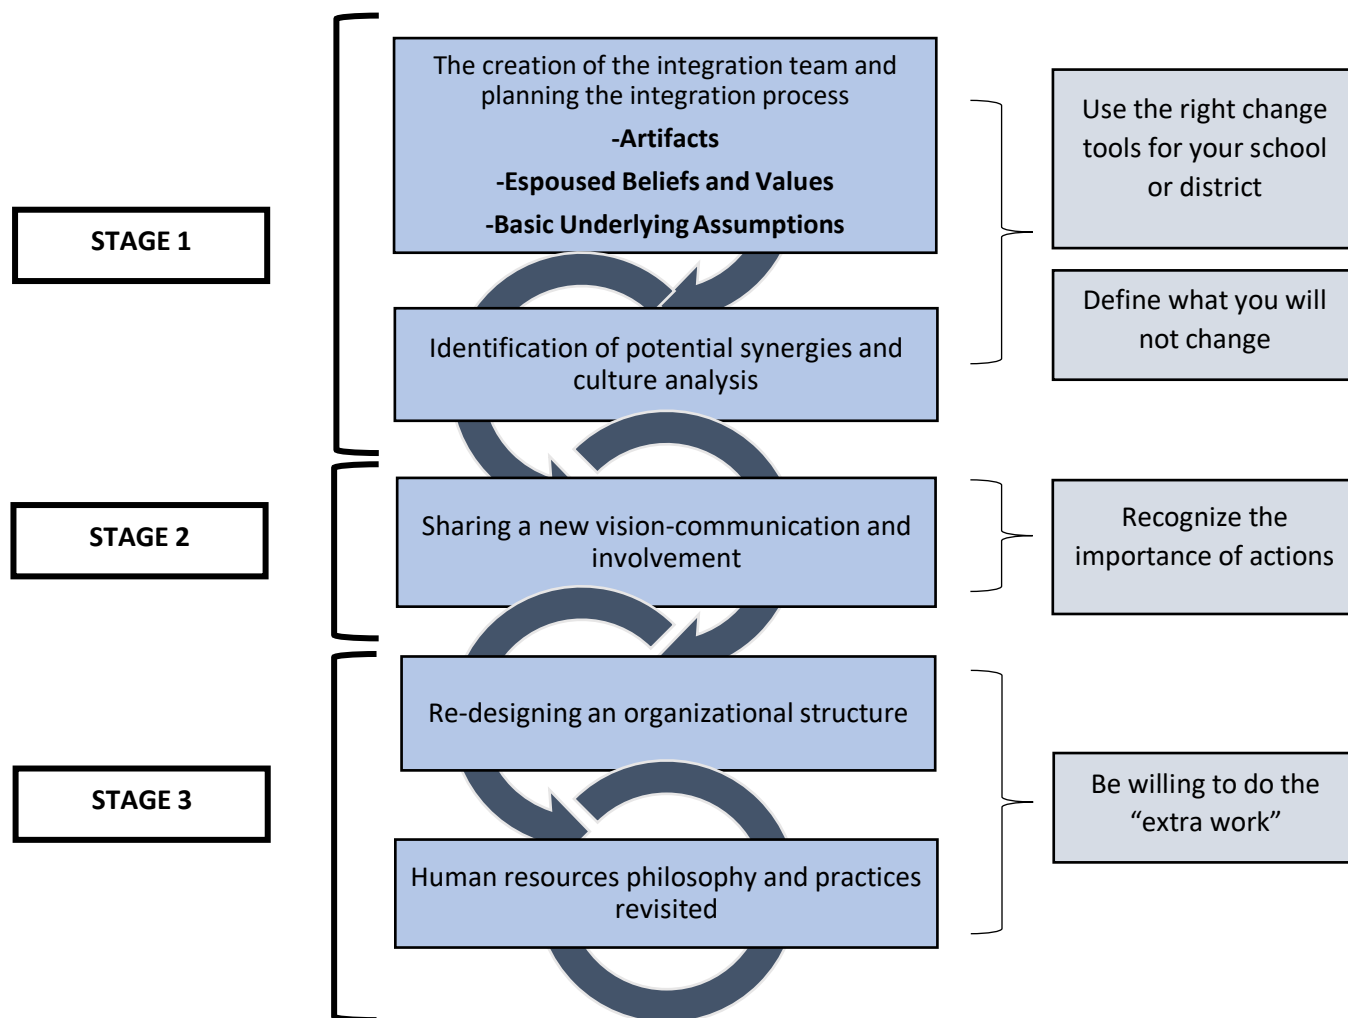 STAGE 1
The creation of the integration team and
planning the integration process
-Artifacts
-Espoused Beliefs and Values
-Basic Underlying Assumptions
Identification of potential synergies and
culture analysis
Use the right change
tools for your school
or district
Define what you will
not change
STAGE 2
Sharing a new vision-communication and
involvement
Recognize the
importance of actions
STAGE 3
Re-designing an organizational structure
Human resources philosophy and practices
revisited
Be willing to do the
“extra work”